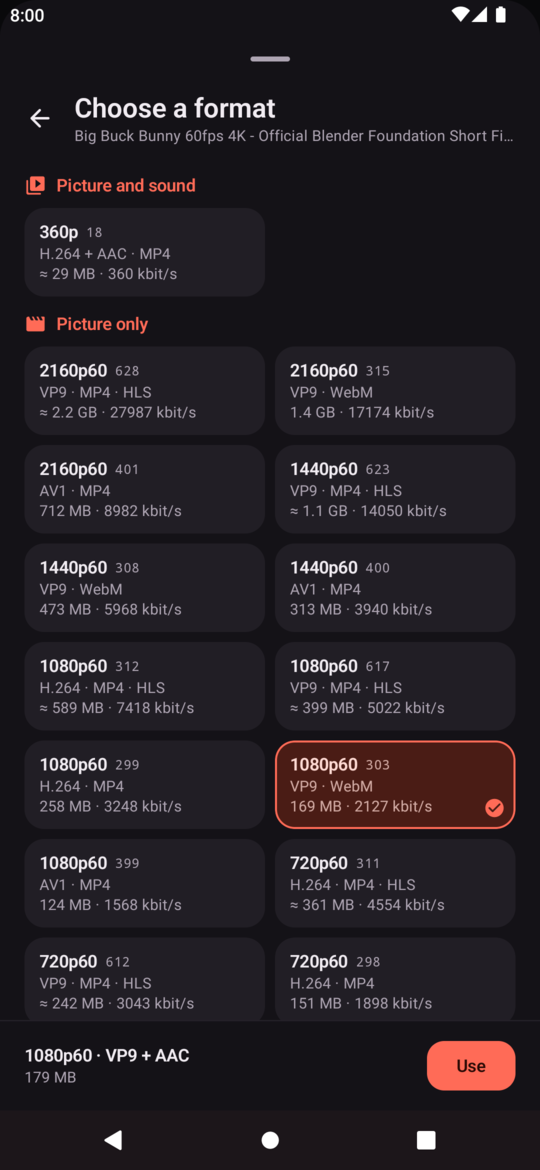 8:00
Choose a format
Big Buck Bunny 60fps 4K - Official Blender Foundation Short Fi…
Picture and sound
360p 18
H.264 + AAC · MP4
≈ 29 MB · 360 kbit/s
Picture only
2160p60 628
VP9 · MP4 · HLS
≈ 2.2 GB · 27987 kbit/s
2160p60 315
VP9 · WebM
1.4 GB · 17174 kbit/s
2160p60 401
AV1 · MP4
712 MB · 8982 kbit/s
1440p60 623
VP9 · MP4 · HLS
≈ 1.1 GB · 14050 kbit/s
1440p60 308
VP9 · WebM
473 MB · 5968 kbit/s
1440p60 400
AV1 · MP4
313 MB · 3940 kbit/s
1080p60 312
H.264 · MP4 · HLS
≈ 589 MB · 7418 kbit/s
1080p60 617
VP9 · MP4 · HLS
≈ 399 MB · 5022 kbit/s
1080p60 299
H.264 · MP4
258 MB · 3248 kbit/s
1080p60 303
VP9 · WebM
169 MB · 2127 kbit/s
1080p60 399
AV1 · MP4
124 MB · 1568 kbit/s
720p60 311
H.264 · MP4 · HLS
≈ 361 MB · 4554 kbit/s
720p60 612
VP9 · MP4 · HLS
≈ 242 MB · 3043 kbit/s
720p60 298
H.264 · MP4
151 MB · 1898 kbit/s
1080p60 · VP9 + AAC
179 MB
Use